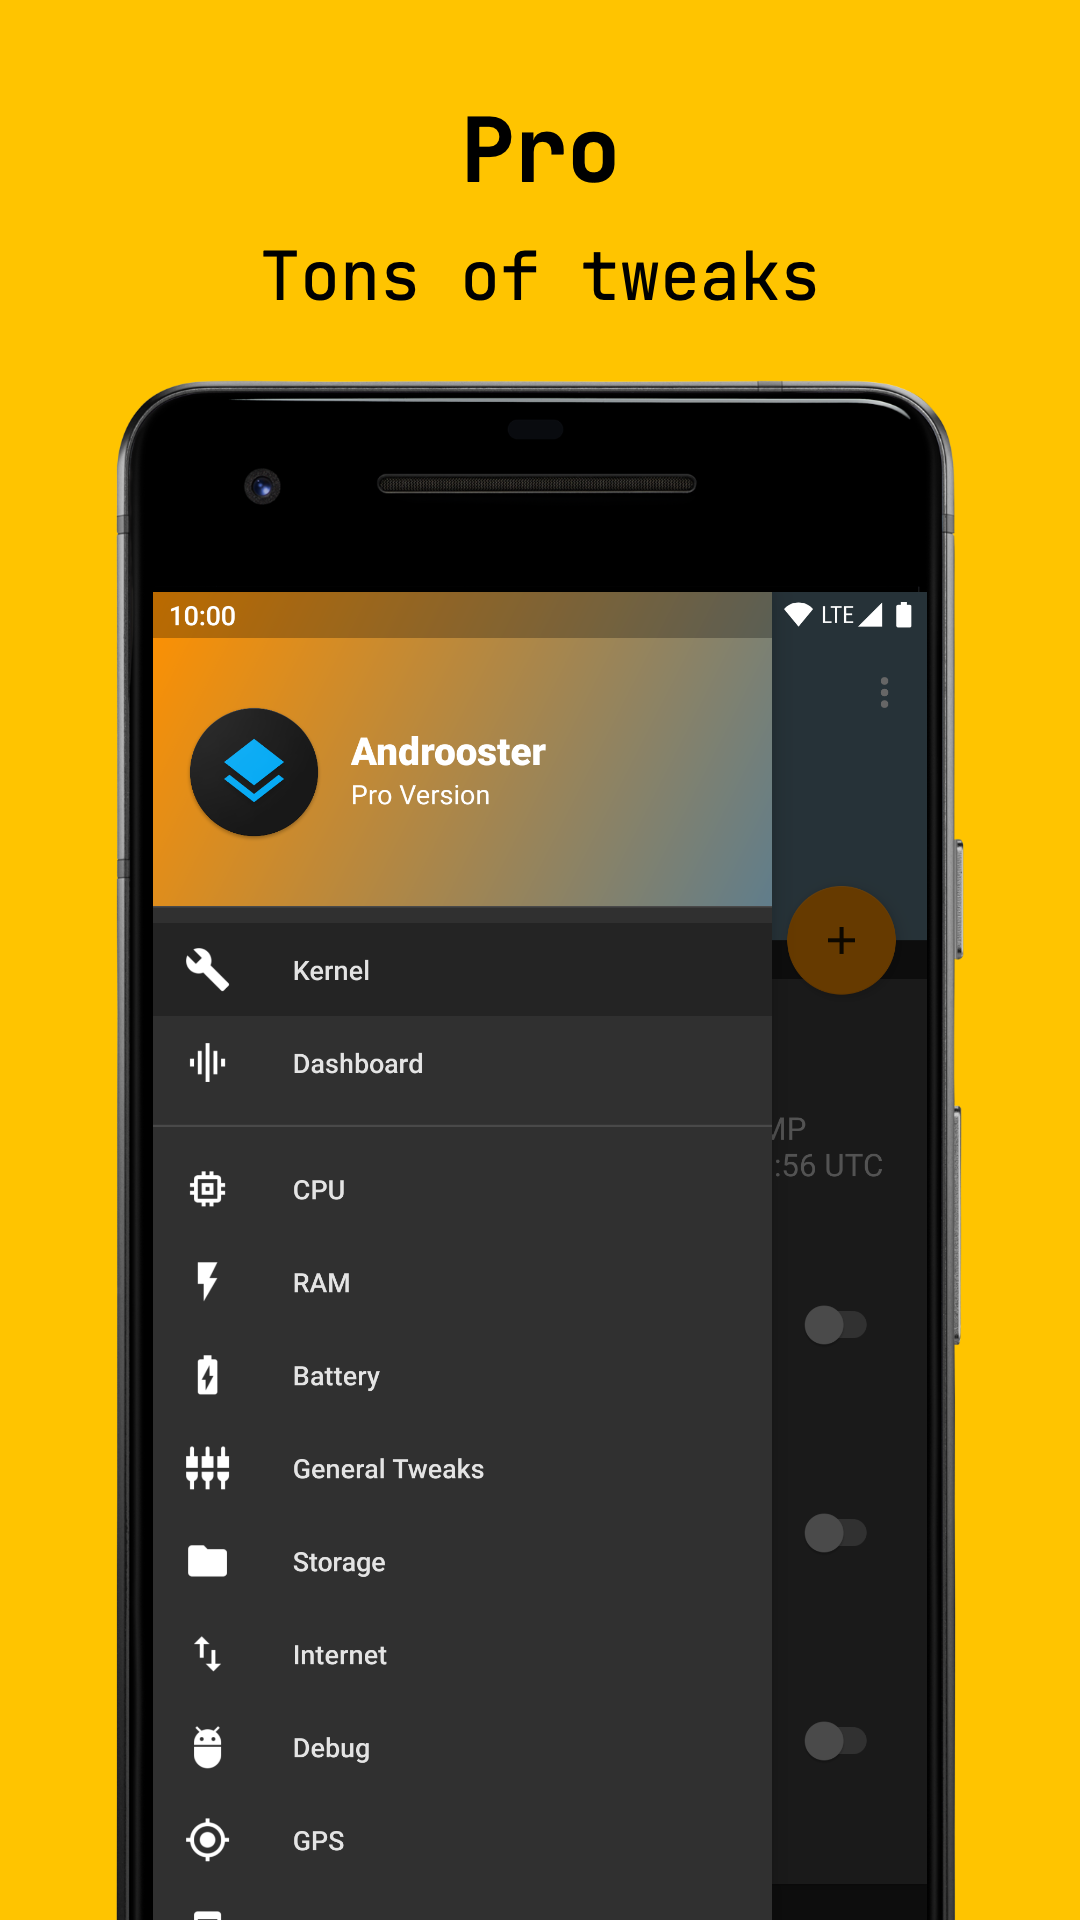 Pro
Tons of tweaks
10:00
LTE
Androoster
Pro Version
Kernel
Dashboard
MP
:56 UTC
CPU
RAM
Battery
General Tweaks
Storage
Internet
Debug
GPS